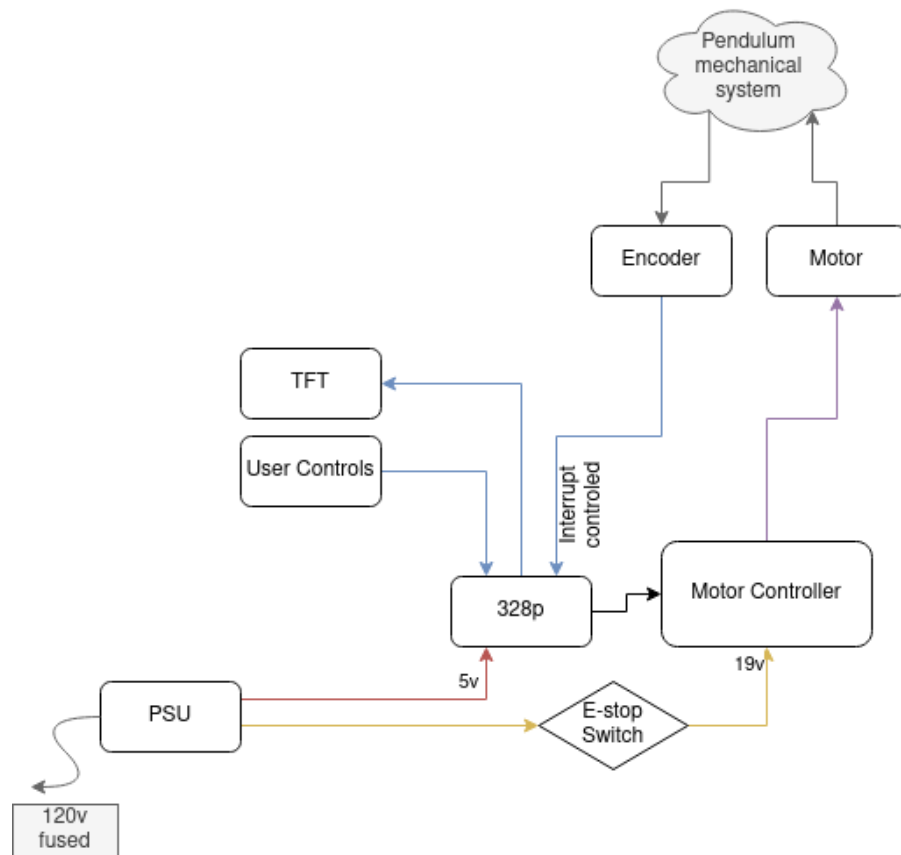 Pendulum
mechanical
system
Encoder
Motor
TFT
User Controls
Interrupt
controled
328p
Motor Controller
5v
19v
PSU
E-stop
Switch
120v
fused